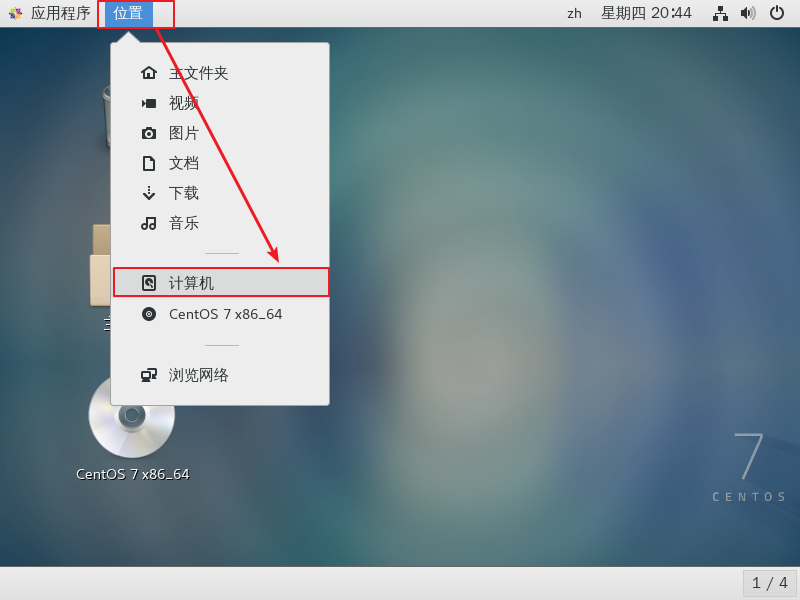 应用程序 位置 zh 星期四 20:44
主文件夹
视频
图片
文档
下载
音乐
计算机
CentOS 7 x86_64
浏览网络
CentOS 7 x86_64
7
CENTOS
1 / 4